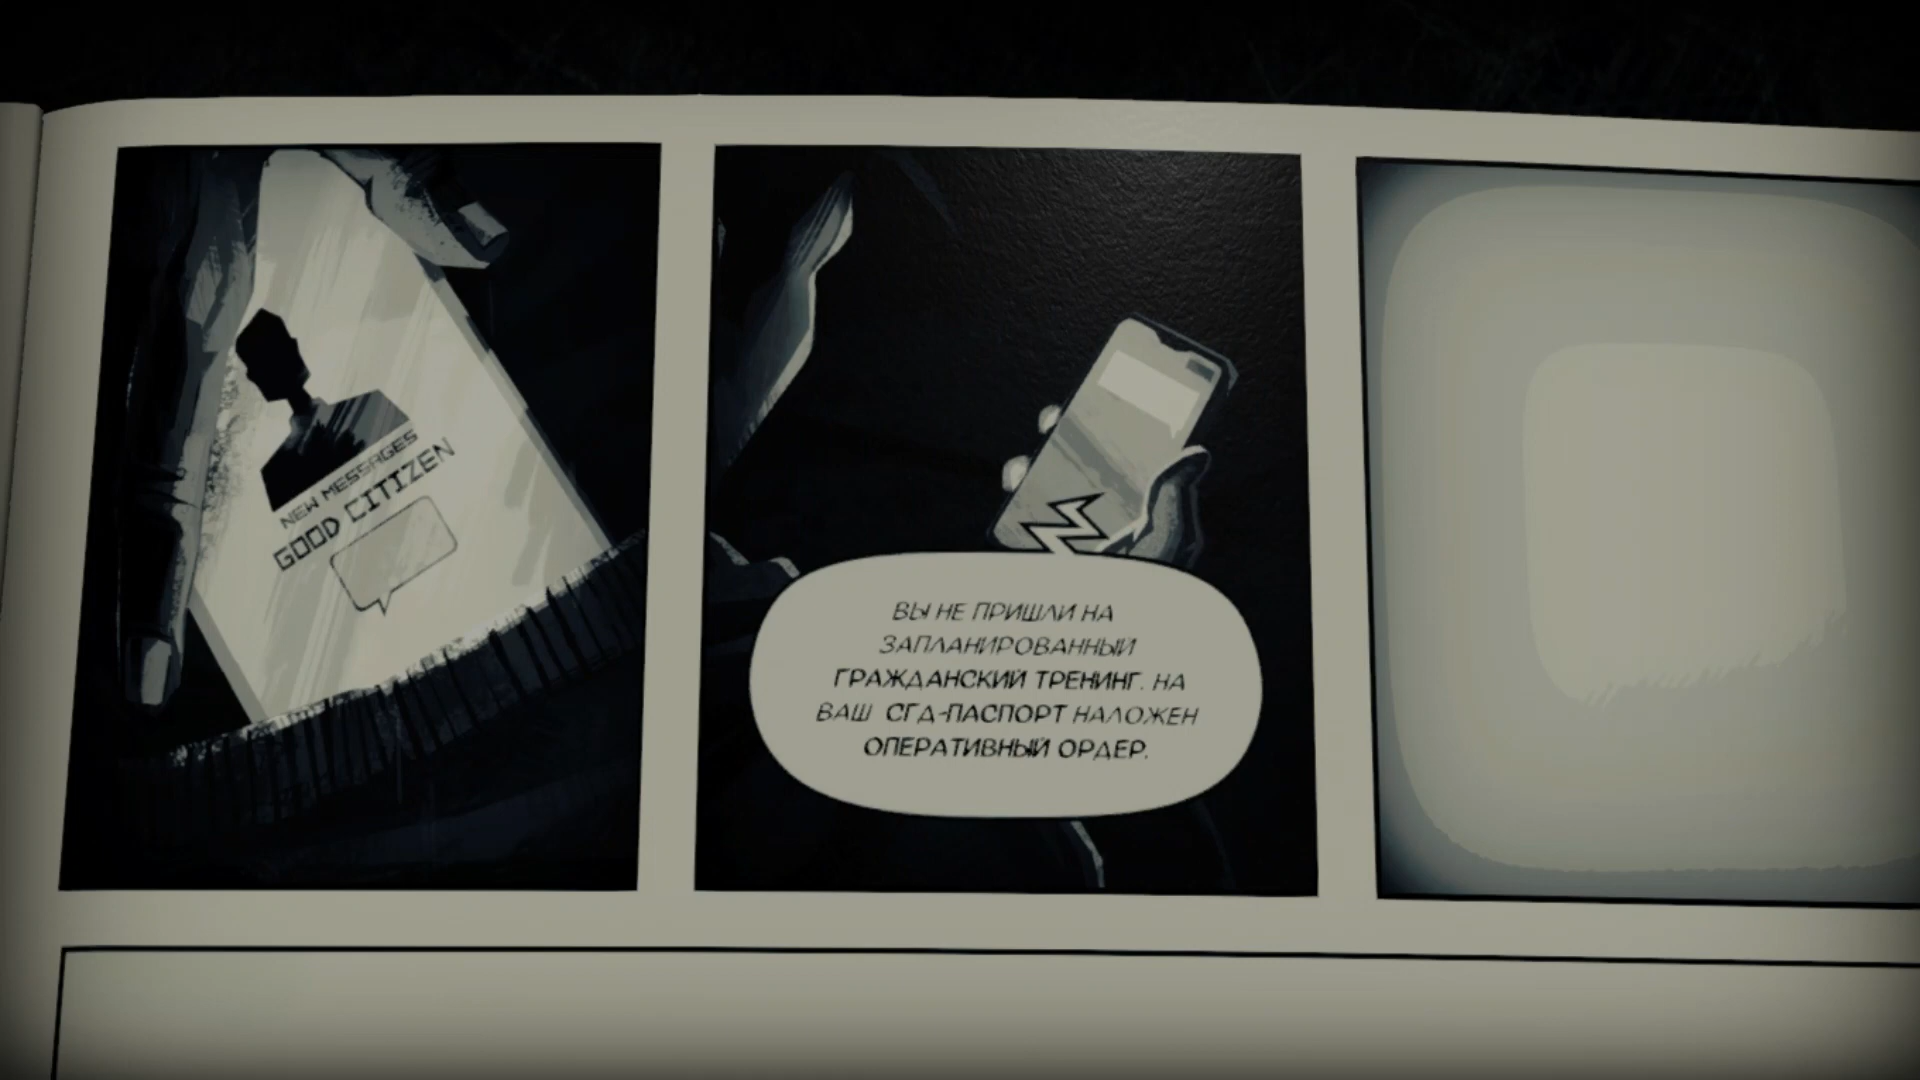 NEW MESSAGES
GOOD CITIZEN
ВЫ НЕ ПРИШЛИ НА
ЗАПЛАНИРОВАННЫЙ
ГРАЖДАНСКИЙ ТРЕНИНГ. НА
ВАШ СГД-ПАСПОРТ НАЛОЖЕН
ОПЕРАТИВНЫЙ ОРДЕР.